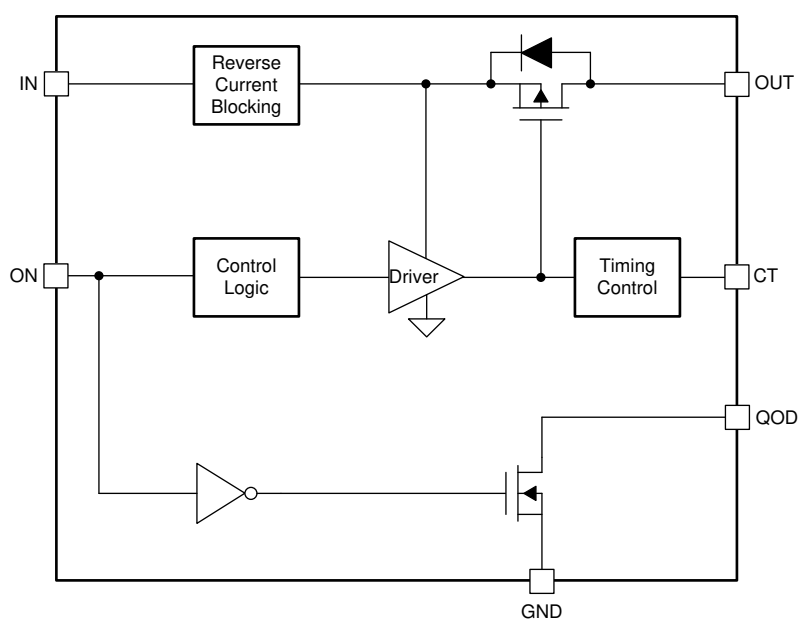 IN
Reverse
Current
Blocking
OUT
ON
Control
Logic
Driver
Timing
Control
CT
QOD
GND